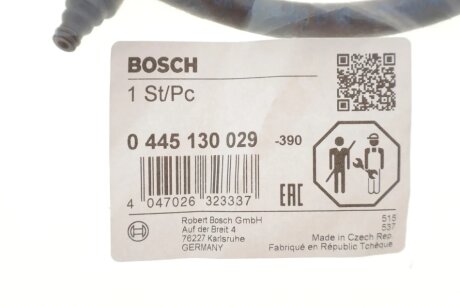 BOSCH
1 St/Pc
0 445 130 029 -390
4 047026 323337
EAC
Robert Bosch GmbH
Auf der Breit 4
76227 Karlsruhe
GERMANY
515
537
Made in Czech Rep.
Fabriqué en République Tchèque